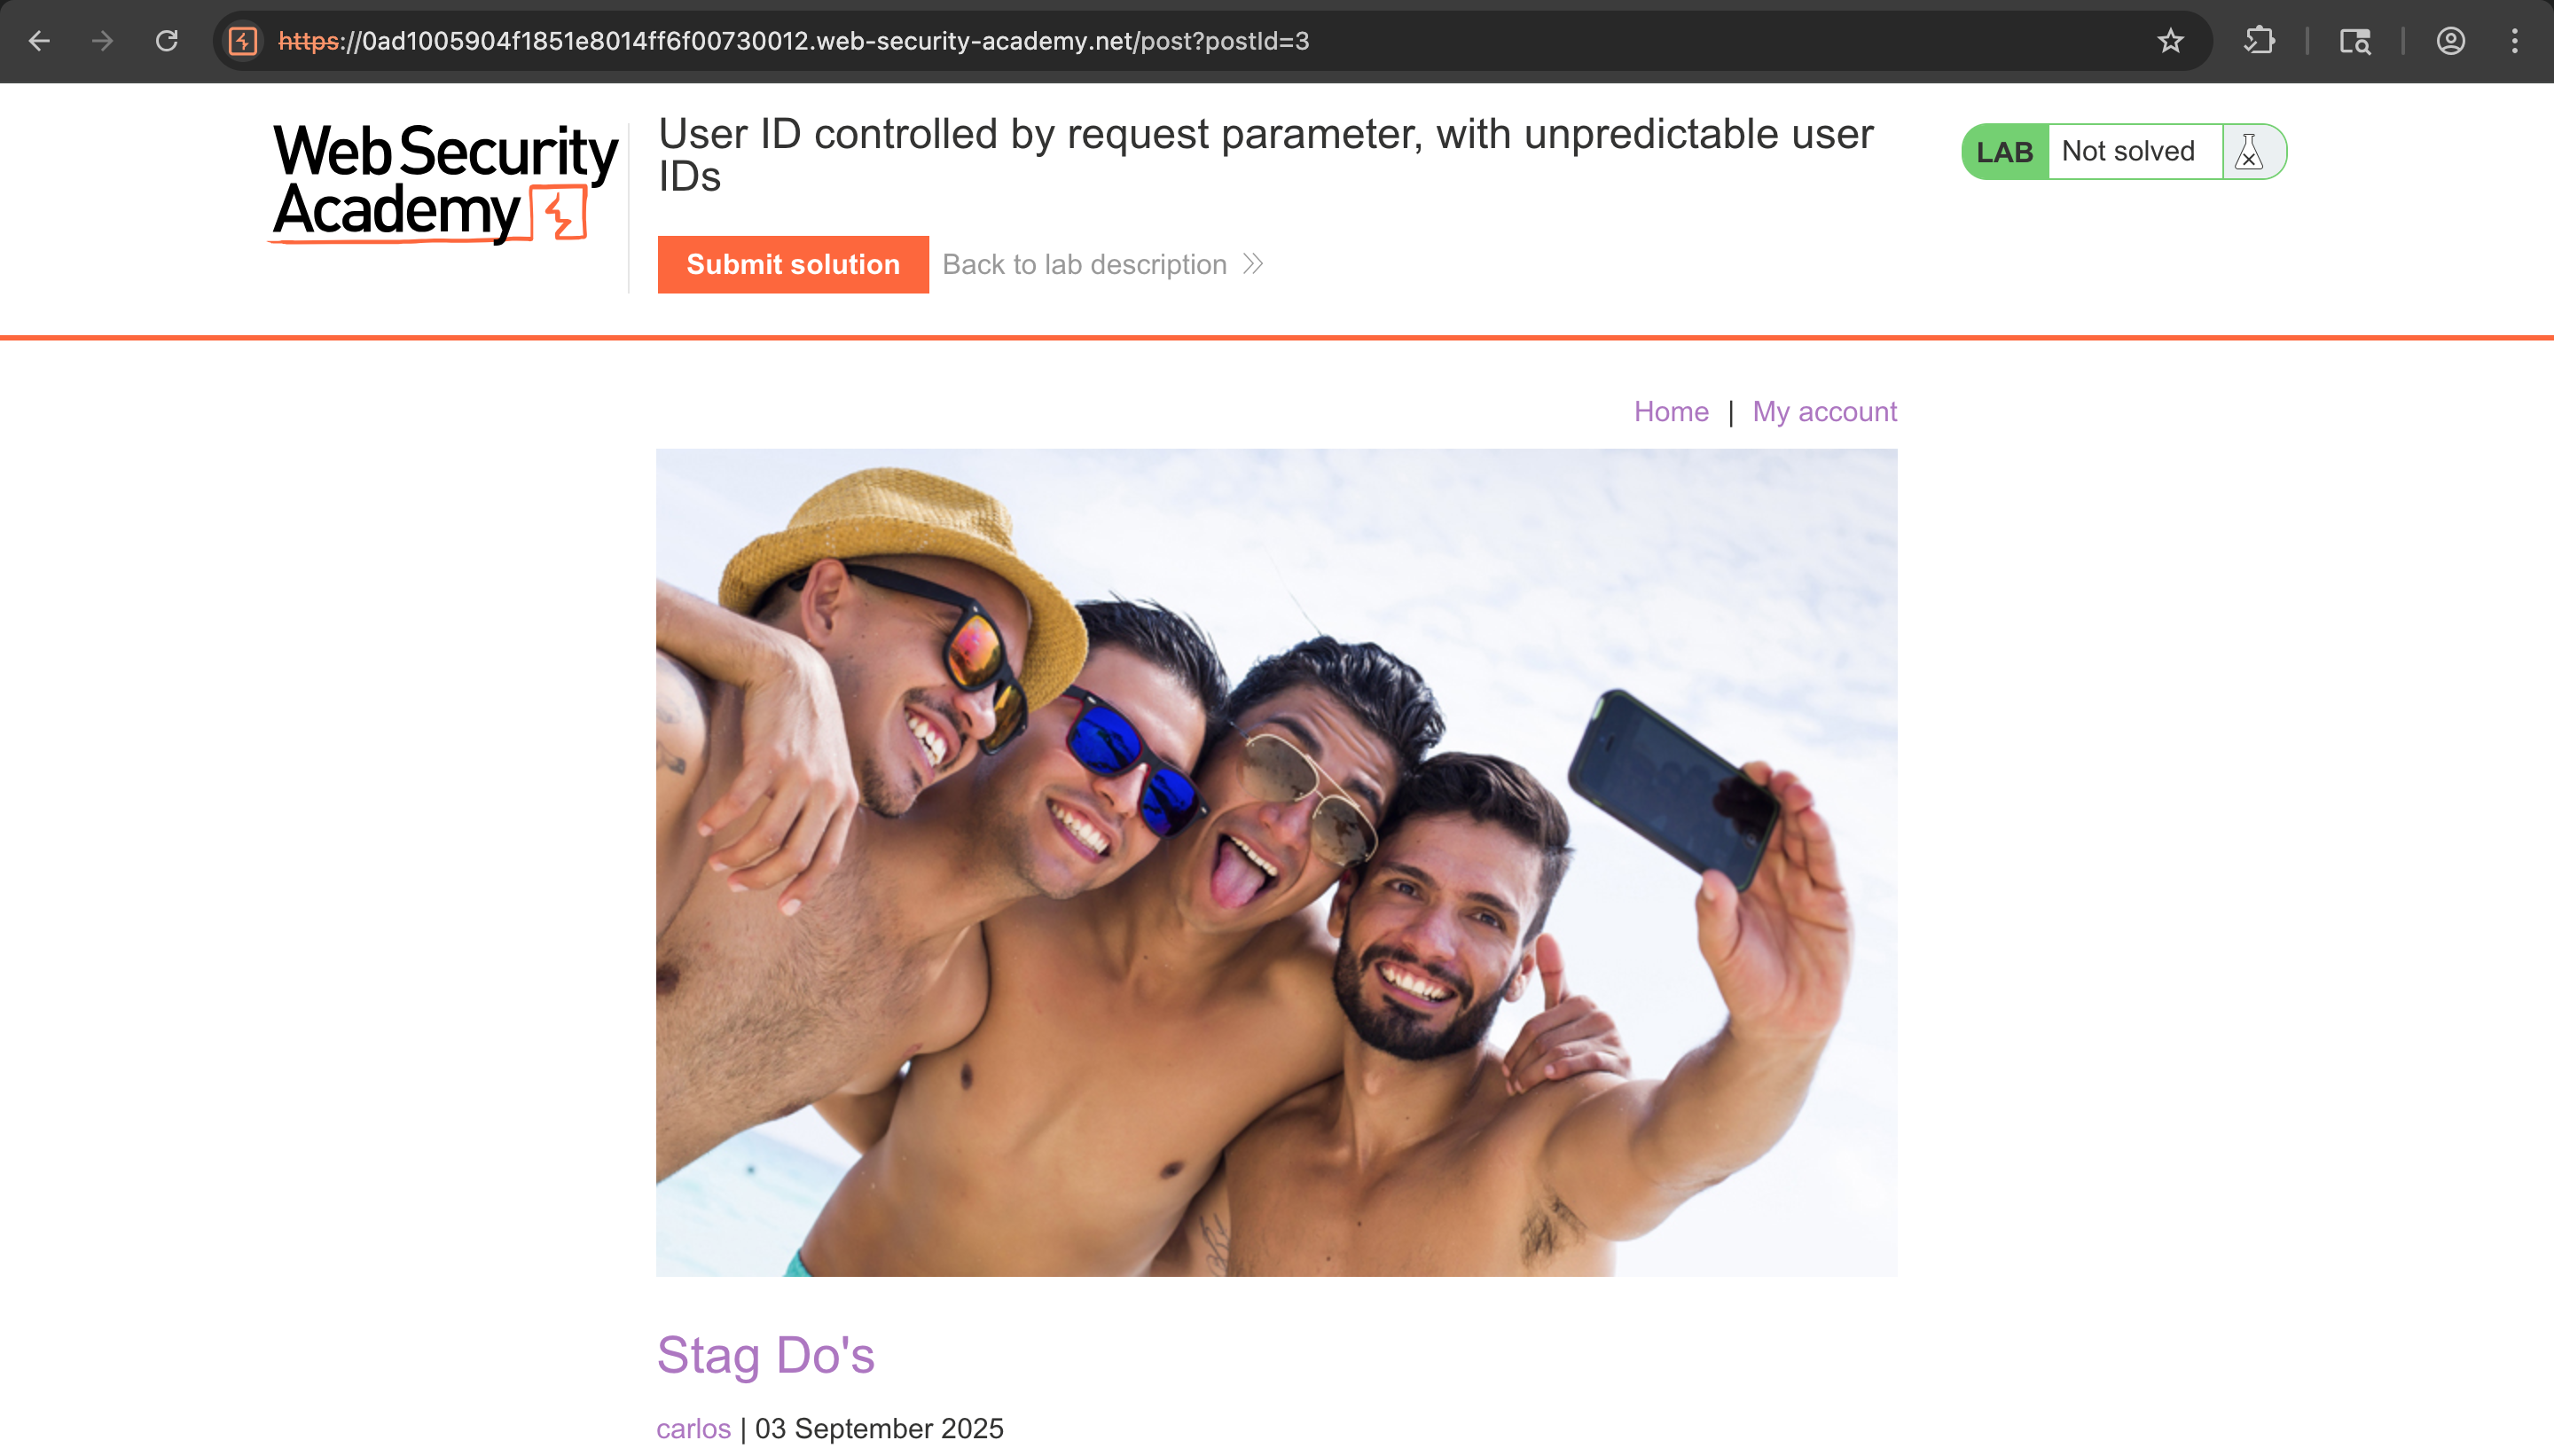 https://0ad1005904f1851e8014ff6f00730012.web-security-academy.net/post?postId=3
Web Security
Academy
User ID controlled by request parameter, with unpredictable user
IDs
LAB Not solved
Submit solution Back to lab description
Home | My account
Stag Do's
carlos | 03 September 2025